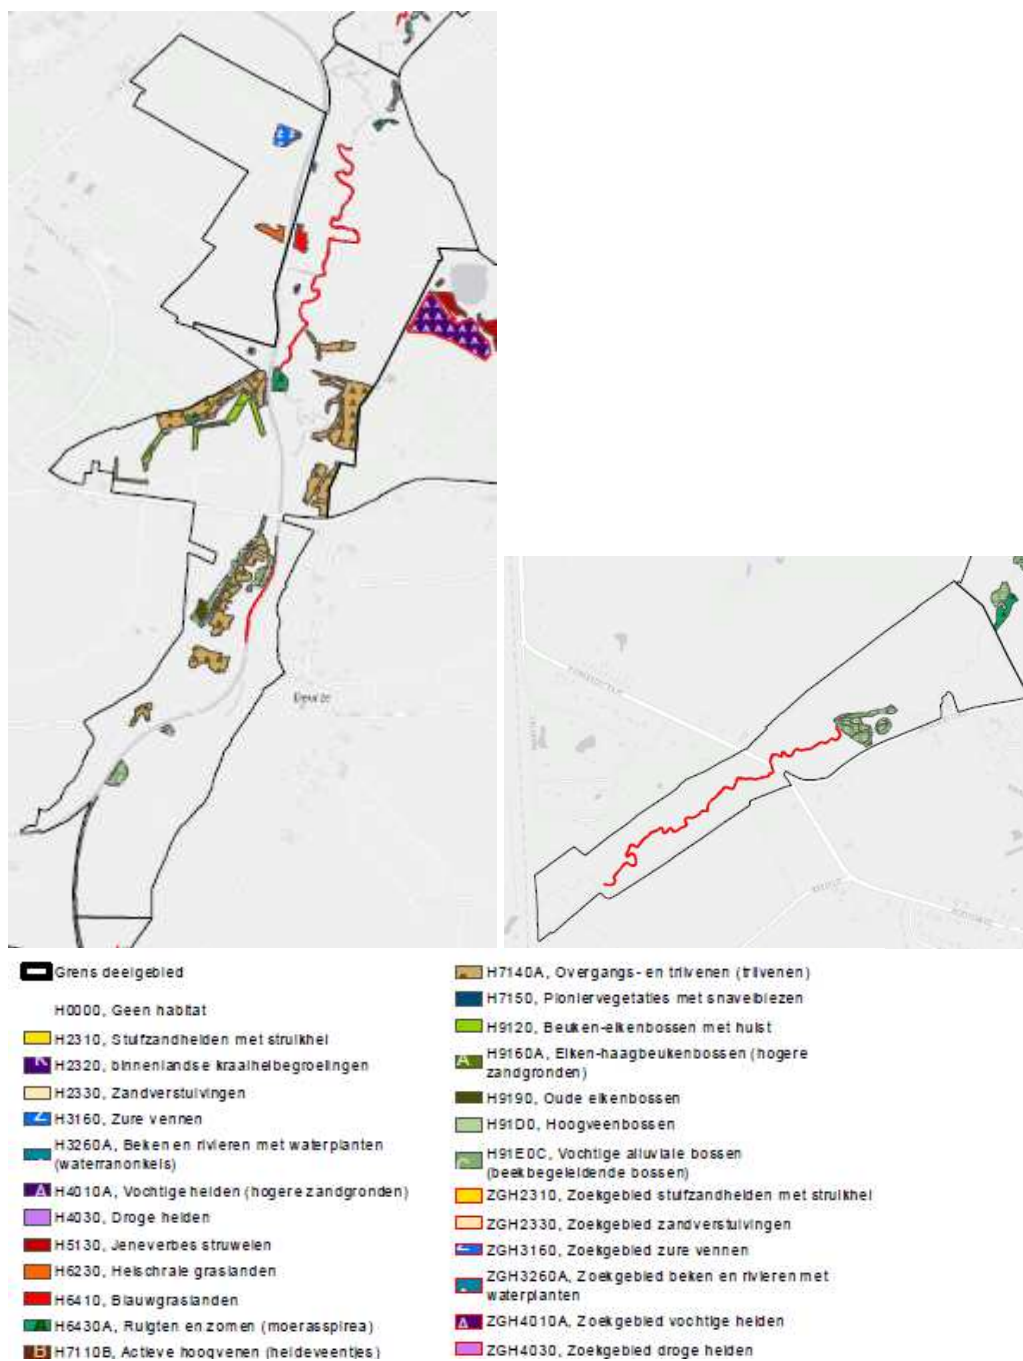 Deurze
Grens deelgebied
H0000, Geen habitat
H2310, Stuifzandheiden met struikhei
H2320, binnenlandse kraaiheibegroeiingen
H2330, Zandverstuivingen
H3160, Zure vennen
H3260A, Beken en rivieren met waterplanten
(waterranonkels)
H4010A, Vochtige heiden (hogere zandgronden)
H4030, Droge heiden
H5130, Jeneverbes struwelen
H6230, Heischrale graslanden
H6410, Blauwgraslanden
H6430A, Ruigten en zomen (moerasspirea)
H7110B, Actieve hoogvenen (heideveentjes)
H7140A, Overgangs- en trilvenen (trilvenen)
H7150, Pioniervegetaties met snavelbiezen
H9120, Beuken-eikenbossen met hulst
H9160A, Eiken-haagbeukenbossen (hogere
zandgronden)
H9190, Oude eikenbossen
H91D0, Hoogveenbossen
H91E0C, Vochtige alluviale bossen
(beekbegeleidende bossen)
ZGH2310, Zoekgebied stuifzandheiden met struikhei
ZGH2330, Zoekgebied zandverstuivingen
ZGH3160, Zoekgebied zure vennen
ZGH3260A, Zoekgebied beken en rivieren met
waterplanten
ZGH4010A, Zoekgebied vochtige heiden
ZGH4030, Zoekgebied droge heiden